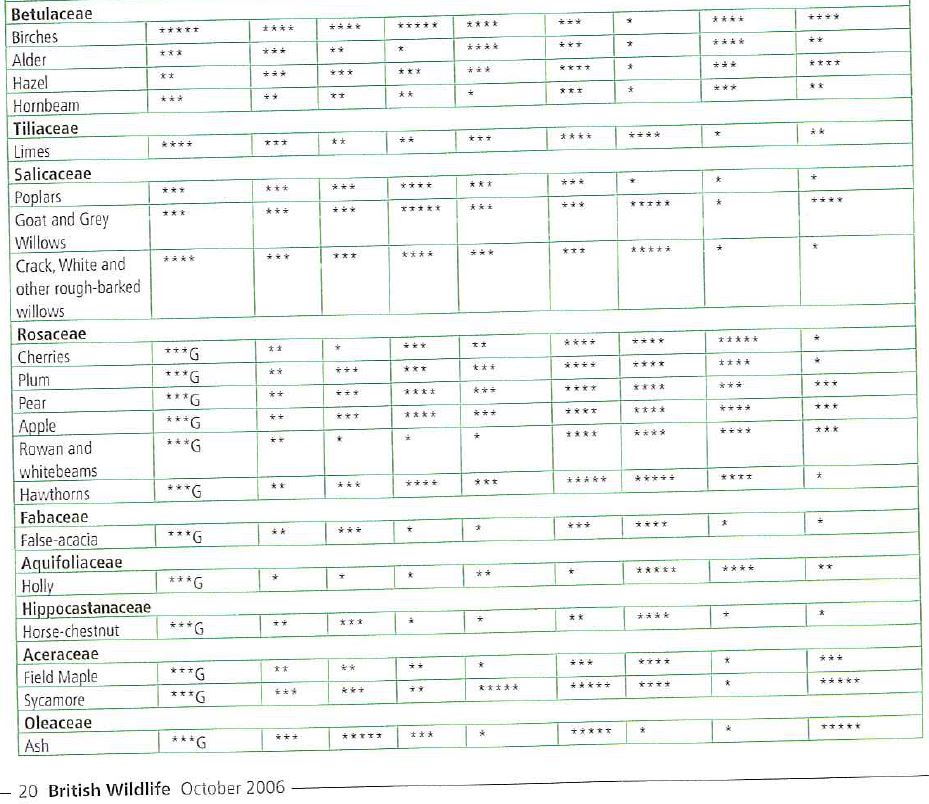 Betulaceae
Birches ***** **** **** ***** **** *** * **** ****
Alder *** *** ** * **** *** * **** **
Hazel ** *** *** *** *** **** * *** ****
Hornbeam *** ** ** ** * *** * *** **
Tiliaceae
Limes **** *** ** ** *** **** **** * **
Salicaceae
Poplars *** *** *** **** *** *** * * *
Goat and Grey *** *** *** ***** *** *** ***** * ****
Willows
Crack, White and **** *** *** **** *** *** ***** * *
other rough-barked
willows
Rosaceae
Cherries ***G ** * *** ** **** **** ***** *
Plum ***G ** *** *** *** **** **** **** *
Pear ***G ** *** **** *** **** **** *** ***
Apple ***G ** *** **** *** **** **** **** ***
Rowan and ***G ** * * * **** **** **** ***
whitebeams
Hawthorns ***G ** *** **** *** ***** ***** **** *
Fabaceae
False-acacia ***G ** *** * * *** **** * *
Aquifoliaceae
Holly ***G * * * ** * ***** **** **
Hippocastanaceae
Horse-chestnut ***G ** *** * * ** **** * *
Aceraceae
Field Maple ***G ** ** ** * *** **** * ***
Sycamore ***G *** *** ** ***** ***** **** * *****
Oleaceae
Ash ***G *** ***** *** * ***** * * *****
20 British Wildlife October 2006